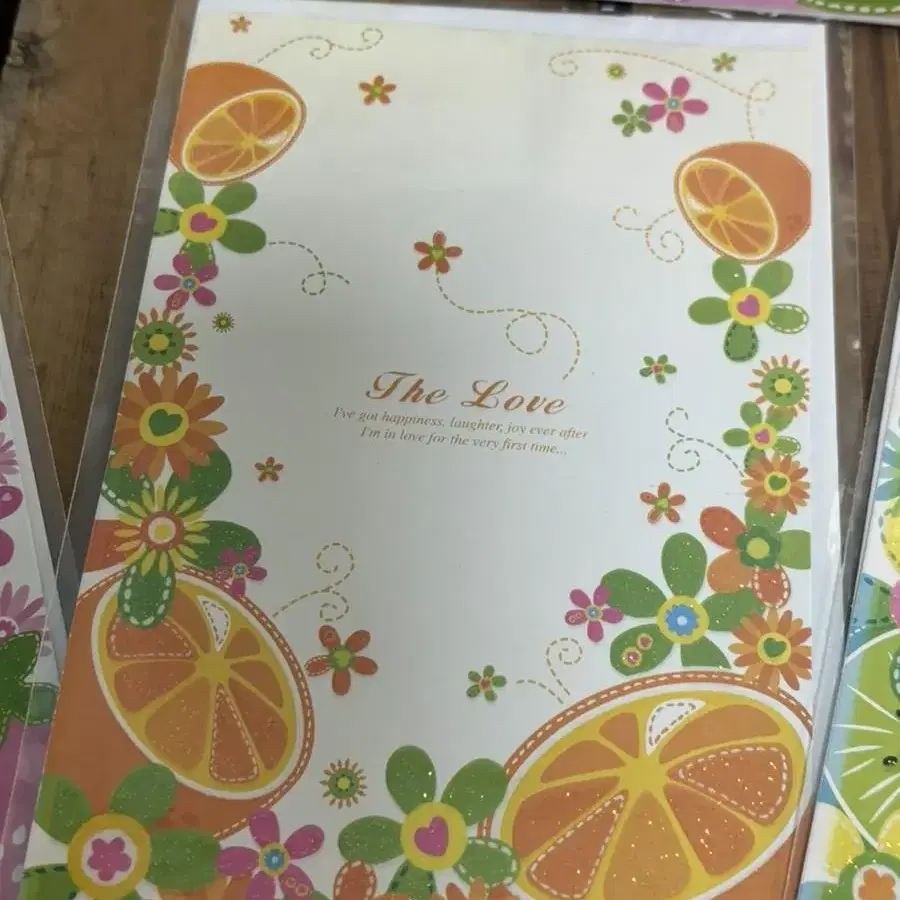 The Love
I've got happiness, laughter, joy ever after
I'm in love for the very first time...